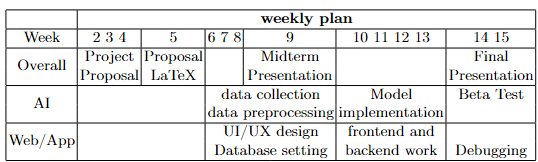 weekly plan
Week 2 3 4 5 6 7 8 9 10 11 12 13 14 15
Overall Project Proposal Midterm Final
Proposal LaTeX Presentation Presentation
AI data collection Model Beta Test
data preprocessing implementation
Web/App UI/UX design frontend and
Database setting backend work Debugging